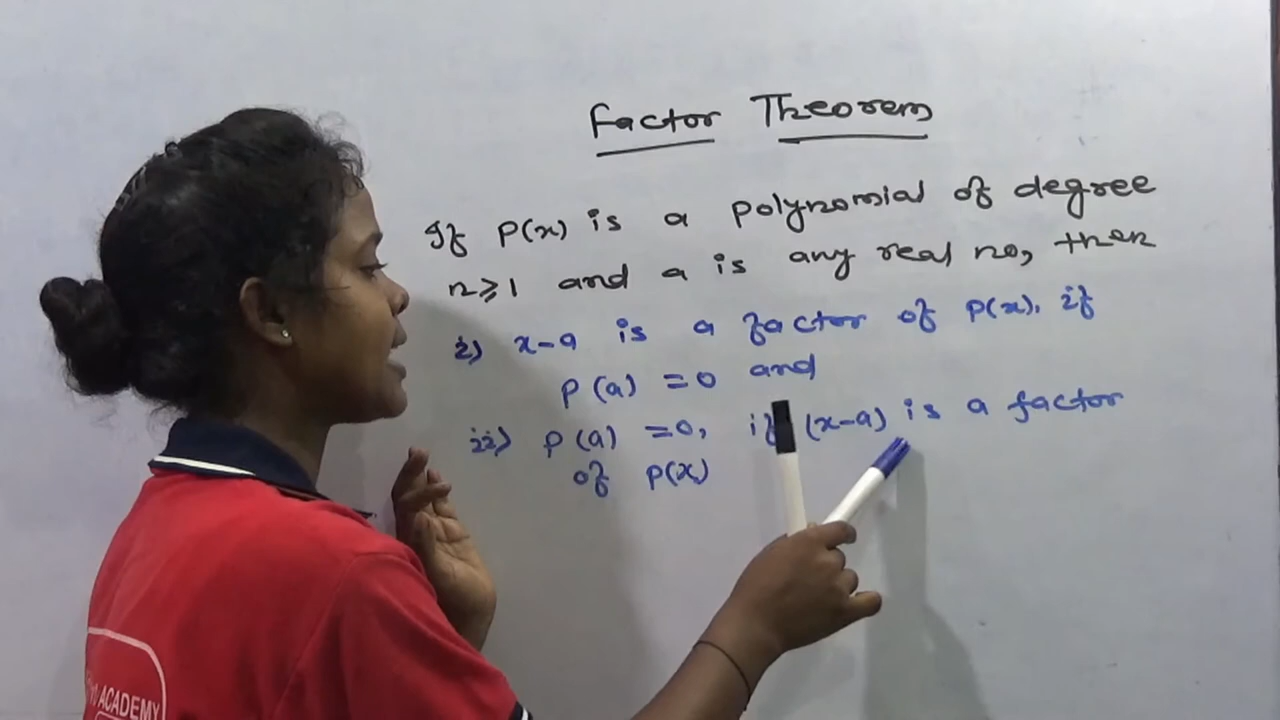 Factor Theorem
If P(x) is a polynomial of degree
n≥1 and a is any real no, then
i) x-a is a factor of P(x), if
P(a) =0 and
ii) P(a) =0, if (x-a) is a factor
of P(x)
ACADEMY